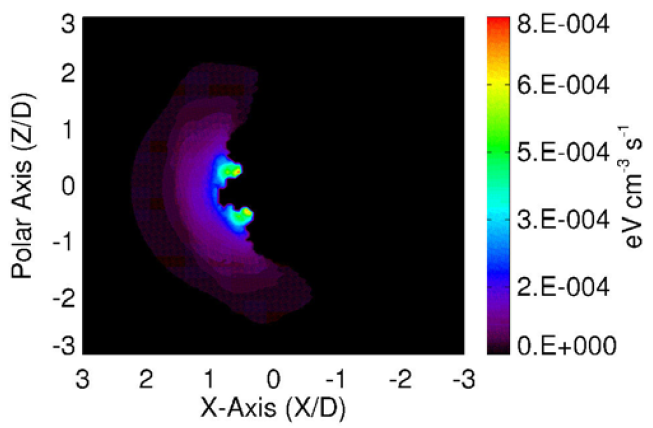 3
2
1
0
-1
-2
-3
Polar Axis (Z/D)
3 2 1 0 -1 -2 -3
X-Axis (X/D)
8.E-004
6.E-004
5.E-004
3.E-004
2.E-004
0.E+000
eV cm⁻³ s⁻¹